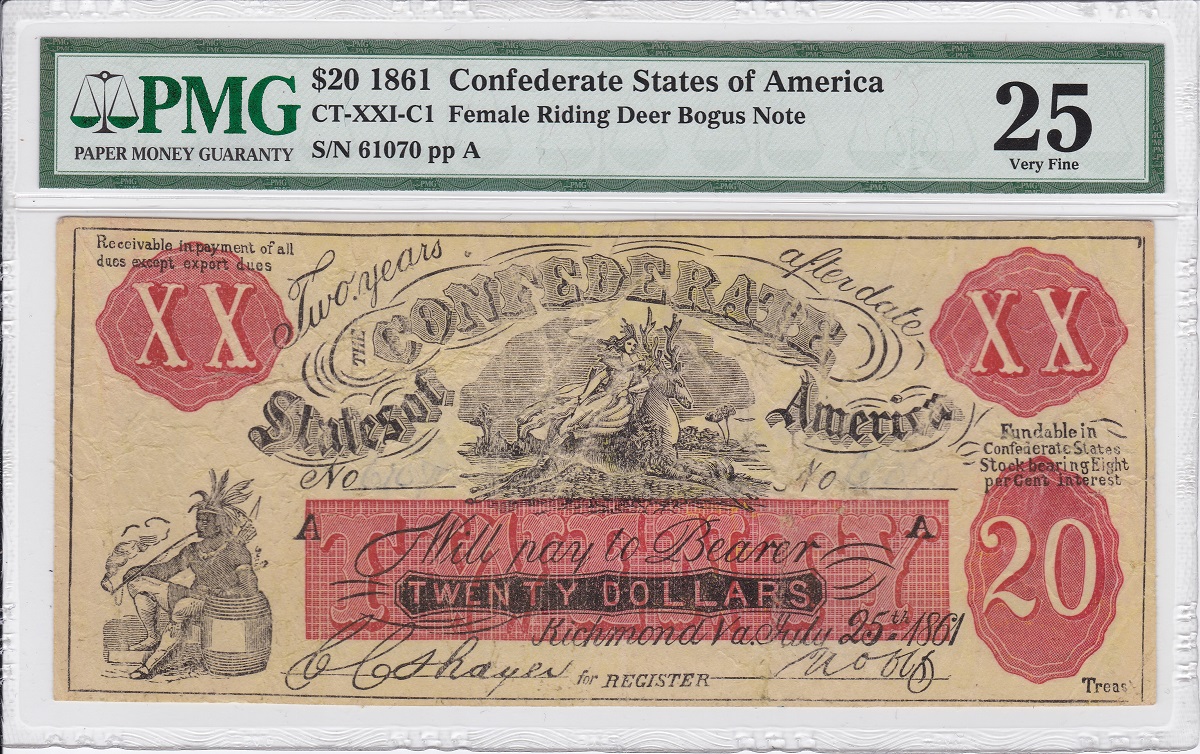 PMG
PAPER MONEY GUARANTY
$20 1861 Confederate States of America
CT-XXI-C1 Female Riding Deer Bogus Note
S/N 61070 pp A
25
Very Fine
Receivable in payment of all
dues except export dues
XX
Two years
after date
XX
THE CONFEDERATE
States of America
No
No
Fundable in
Confederate States
Stock bearing Eight
per Cent interest
A
A
TWENTY
Will pay to Bearer
TWENTY DOLLARS
20
Richmond Va. July 25th 1861
for REGISTER
Treas